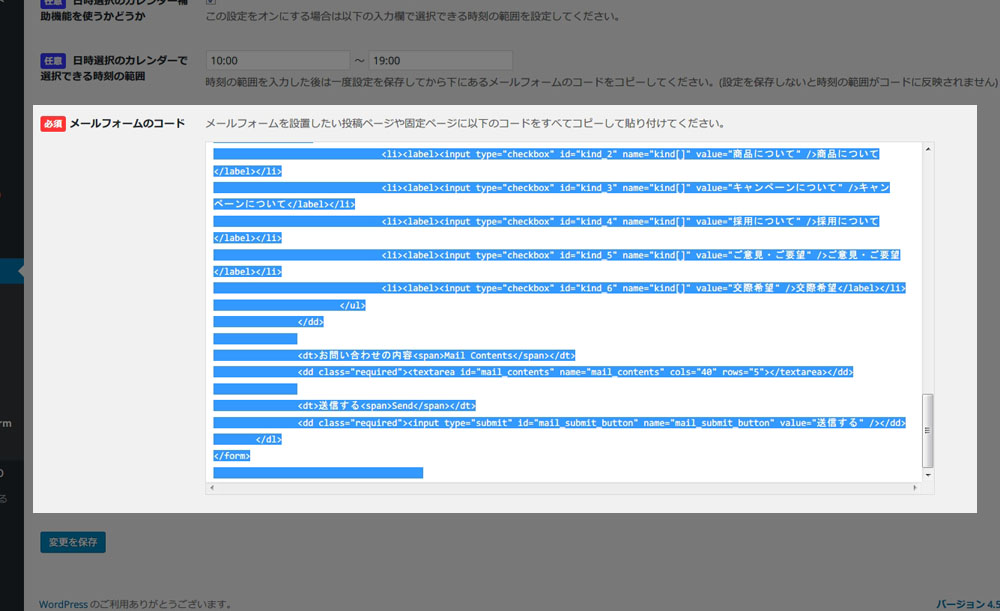 任意 日時選択のカレンダー補
助機能を使うかどうか
この設定をオンにする場合は以下の入力欄で選択できる時刻の範囲を設定してください。
任意 日時選択のカレンダーで
選択できる時刻の範囲
10:00 ～ 19:00
時刻の範囲を入力した後は一度設定を保存してから下にあるメールフォームのコードをコピーしてください。(設定を保存しないと時刻の範囲がコードに反映されません)
必須 メールフォームのコード
メールフォームを設置したい投稿ページや固定ページに以下のコードをすべてコピーして貼り付けてください。
<li><label><input type="checkbox" id="kind_2" name="kind[]" value="商品について" />商品について
</label></li>
<li><label><input type="checkbox" id="kind_3" name="kind[]" value="キャンペーンについて" />キャン
ペーンについて</label></li>
<li><label><input type="checkbox" id="kind_4" name="kind[]" value="採用について" />採用について
</label></li>
<li><label><input type="checkbox" id="kind_5" name="kind[]" value="ご意見・ご要望" />ご意見・ご要望
</label></li>
<li><label><input type="checkbox" id="kind_6" name="kind[]" value="交際希望" />交際希望</label></li>
</ul>
</dd>
<dt>お問い合わせの内容<span>Mail Contents</span></dt>
<dd class="required"><textarea id="mail_contents" name="mail_contents" cols="40" rows="5"></textarea></dd>
<dt>送信する<span>Send</span></dt>
<dd class="required"><input type="submit" id="mail_submit_button" name="mail_submit_button" value="送信する" /></dd>
</dl>
</form>
rm
る
変更を保存
WordPress のご利用ありがとうございます。
バージョン 4.5